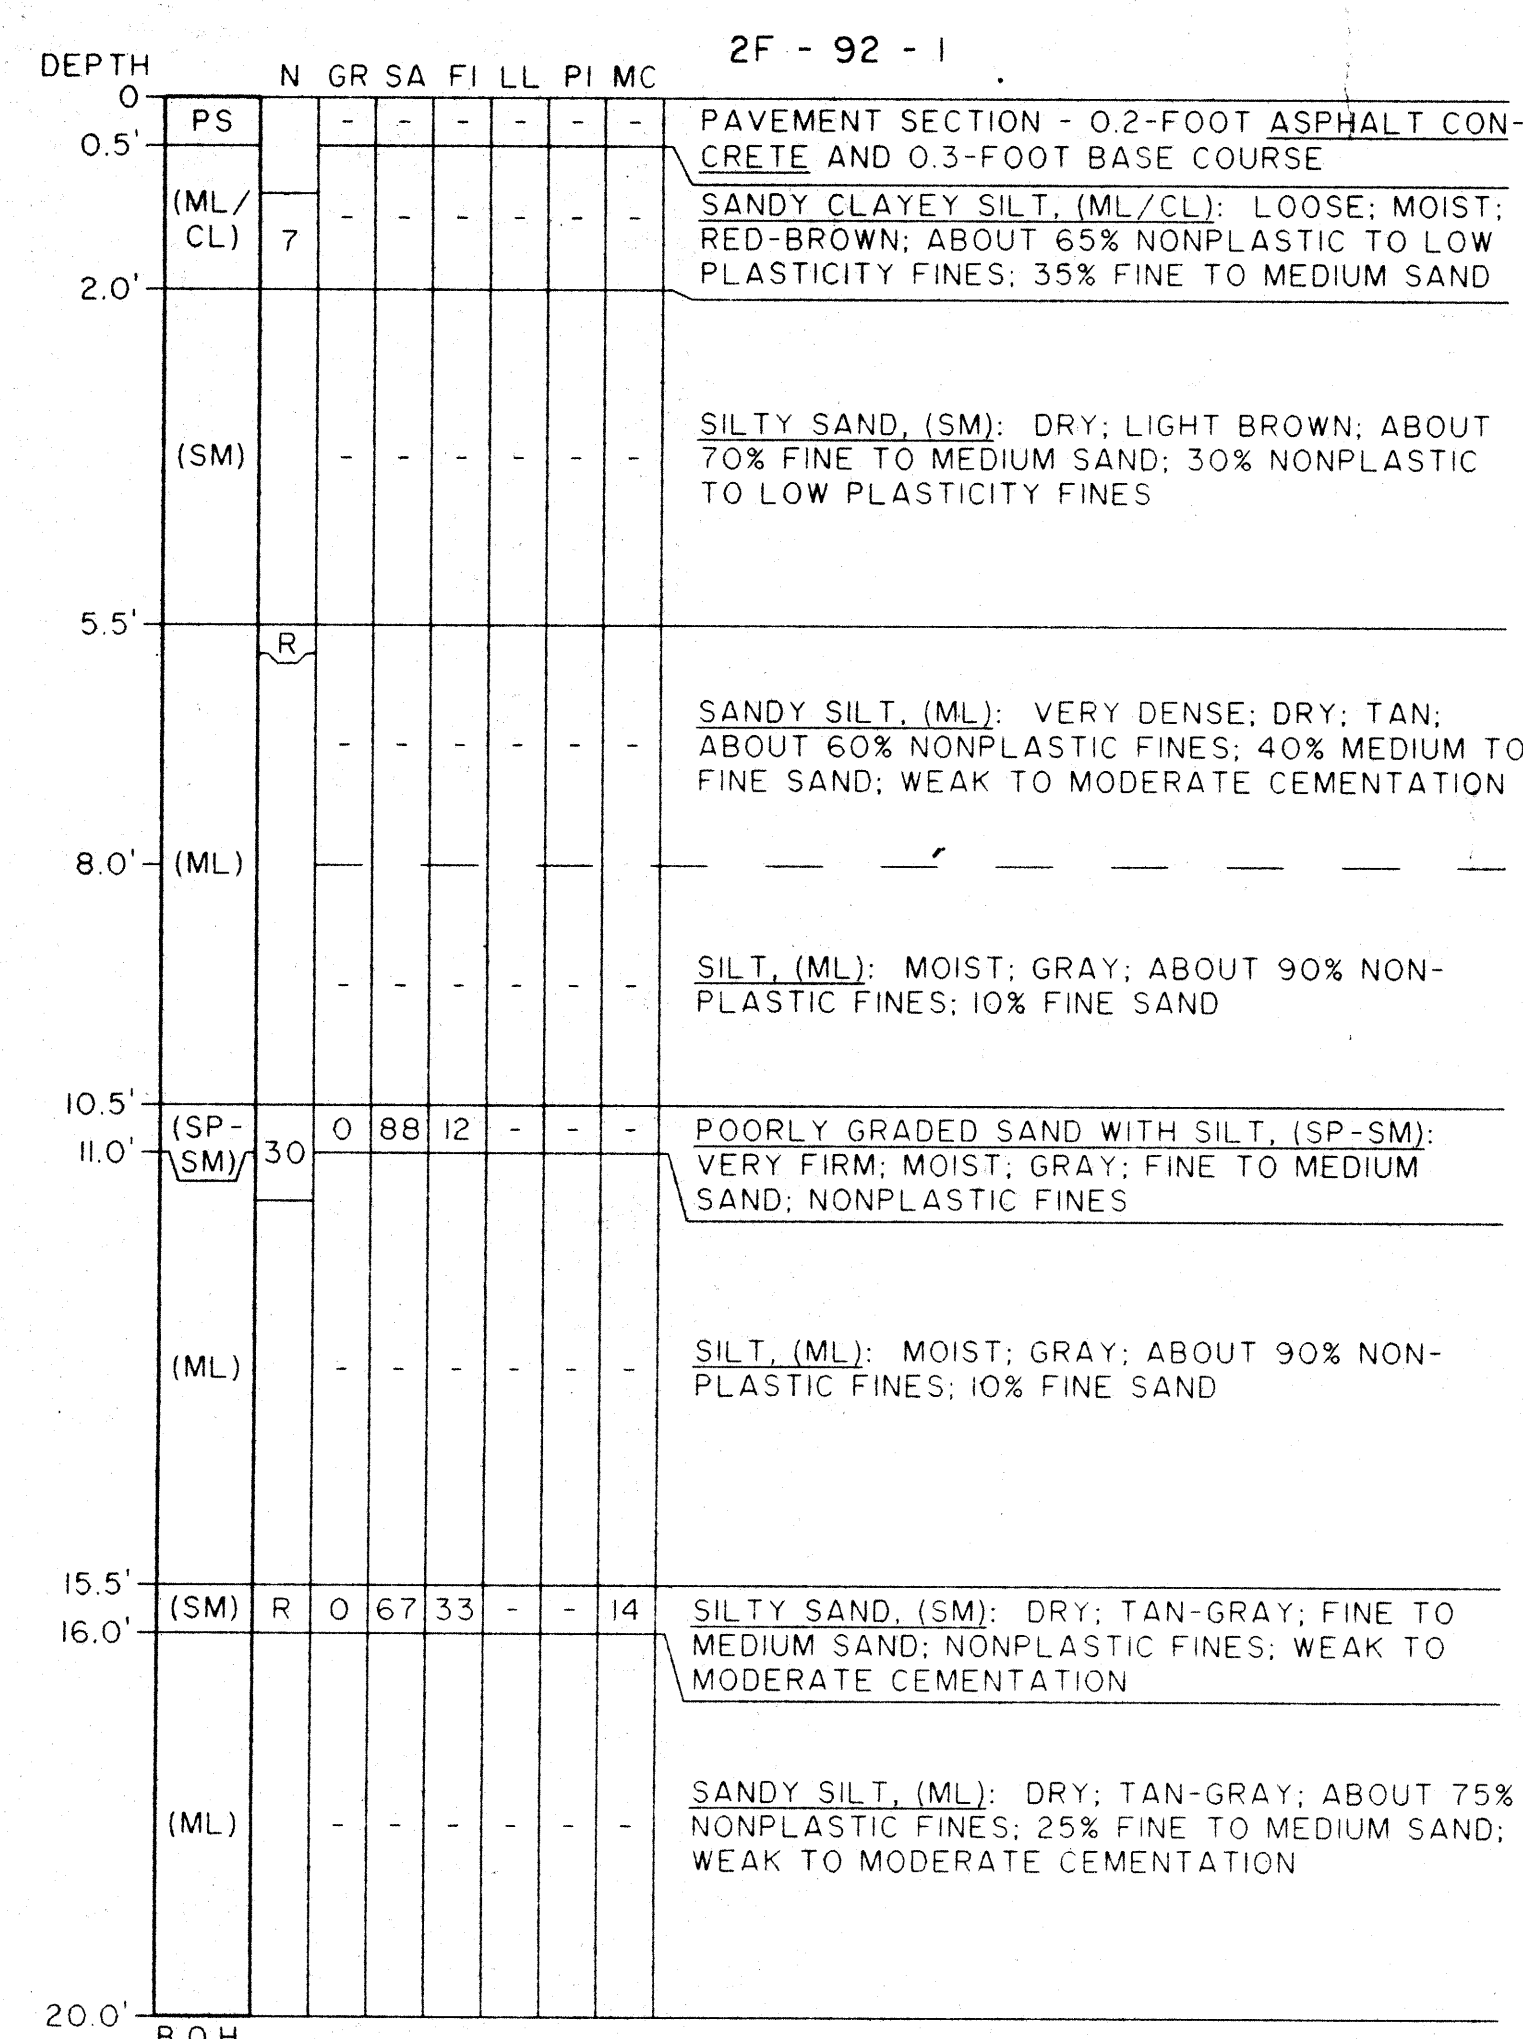 2F - 92 - 1
DEPTH N GR SA FI LL PI MC
0
PS - - - - - - PAVEMENT SECTION - 0.2-FOOT ASPHALT CON-
0.5' CRETE AND 0.3-FOOT BASE COURSE
(ML/ SANDY CLAYEY SILT, (ML/CL): LOOSE; MOIST;
CL) 7 - - - - - - RED-BROWN; ABOUT 65% NONPLASTIC TO LOW
2.0' PLASTICITY FINES; 35% FINE TO MEDIUM SAND
SILTY SAND, (SM): DRY; LIGHT BROWN; ABOUT
(SM) - - - - - - 70% FINE TO MEDIUM SAND; 30% NONPLASTIC
TO LOW PLASTICITY FINES
5.5'
R
SANDY SILT, (ML): VERY DENSE; DRY; TAN;
- - - - - - ABOUT 60% NONPLASTIC FINES; 40% MEDIUM TO
FINE SAND; WEAK TO MODERATE CEMENTATION
8.0' (ML)
SILT, (ML): MOIST; GRAY; ABOUT 90% NON-
- - - - - - PLASTIC FINES; 10% FINE SAND
10.5'
(SP- 0 88 12 - - - POORLY GRADED SAND WITH SILT, (SP-SM):
11.0' SM) 30 VERY FIRM; MOIST; GRAY; FINE TO MEDIUM
SAND; NONPLASTIC FINES
SILT, (ML): MOIST; GRAY; ABOUT 90% NON-
(ML) - - - - - - PLASTIC FINES; 10% FINE SAND
15.5'
(SM) R 0 67 33 - - 14 SILTY SAND, (SM): DRY; TAN-GRAY; FINE TO
16.0' MEDIUM SAND; NONPLASTIC FINES; WEAK TO
MODERATE CEMENTATION
SANDY SILT, (ML): DRY; TAN-GRAY; ABOUT 75%
(ML) - - - - - - NONPLASTIC FINES; 25% FINE TO MEDIUM SAND;
WEAK TO MODERATE CEMENTATION
20.0'
B.O.H.